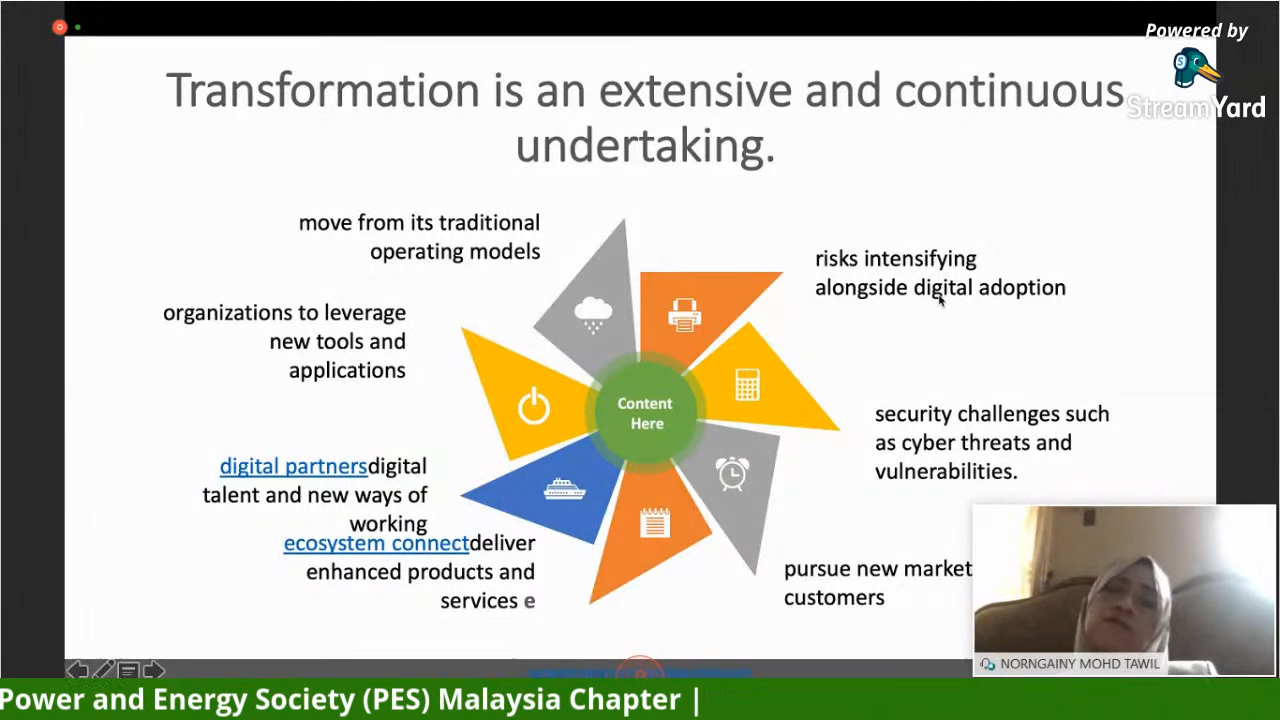 Powered by
StreamYard
Transformation is an extensive and continuous
undertaking.
move from its traditional
operating models
risks intensifying
alongside digital adoption
organizations to leverage
new tools and
applications
Content
Here
security challenges such
as cyber threats and
vulnerabilities.
digital partnersdigital
talent and new ways of
working
ecosystem connectdeliver
enhanced products and
services e
pursue new market
customers
NORNGAINY MOHD TAWIL
Power and Energy Society (PES) Malaysia Chapter |